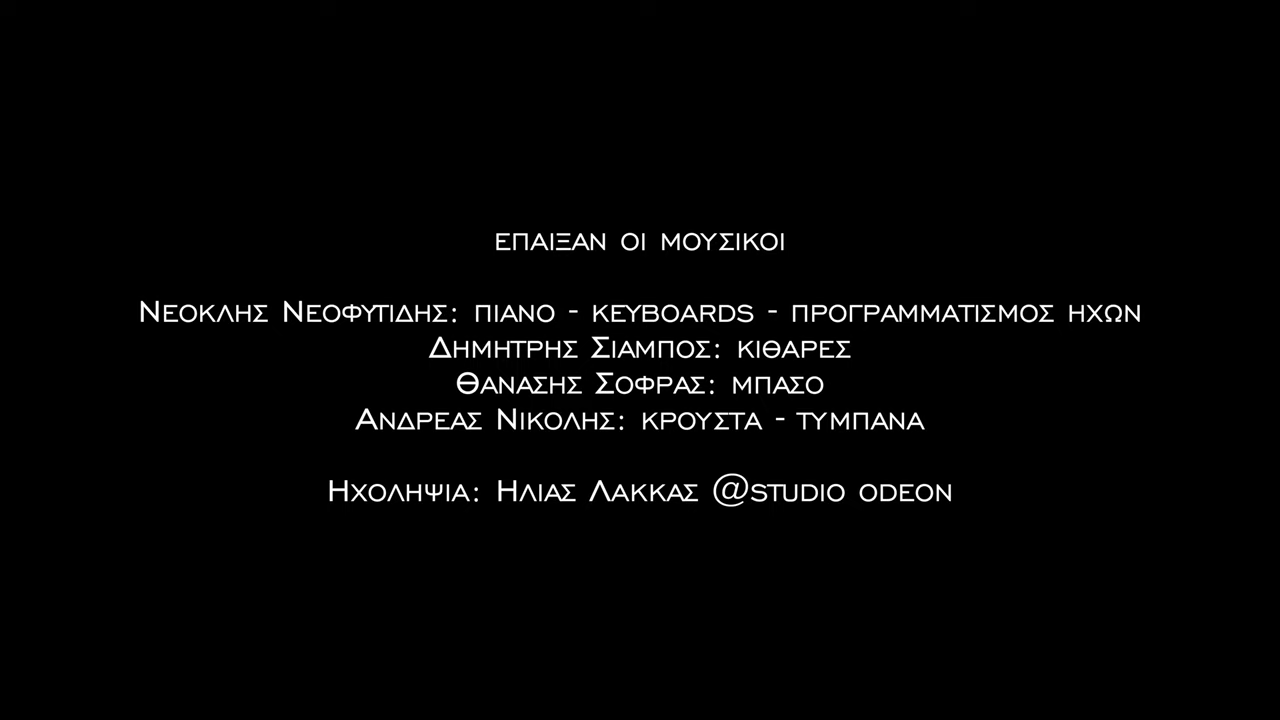 ΕΠΑΙΞΑΝ ΟΙ ΜΟΥΣΙΚΟΙ
ΝΕΟΚΛΗΣ ΝΕΟΦΥΤΙΔΗΣ: ΠΙΑΝΟ - KEYBOARDS - ΠΡΟΓΡΑΜΜΑΤΙΣΜΟΣ ΗΧΩΝ
ΔΗΜΗΤΡΗΣ ΣΙΑΜΠΟΣ: ΚΙΘΑΡΕΣ
ΘΑΝΑΣΗΣ ΣΟΦΡΑΣ: ΜΠΑΣΟ
ΑΝΔΡΕΑΣ ΝΙΚΟΛΗΣ: ΚΡΟΥΣΤΑ - ΤΥΜΠΑΝΑ
ΗΧΟΛΗΨΙΑ: ΗΛΙΑΣ ΛΑΚΚΑΣ @STUDIO ODEON